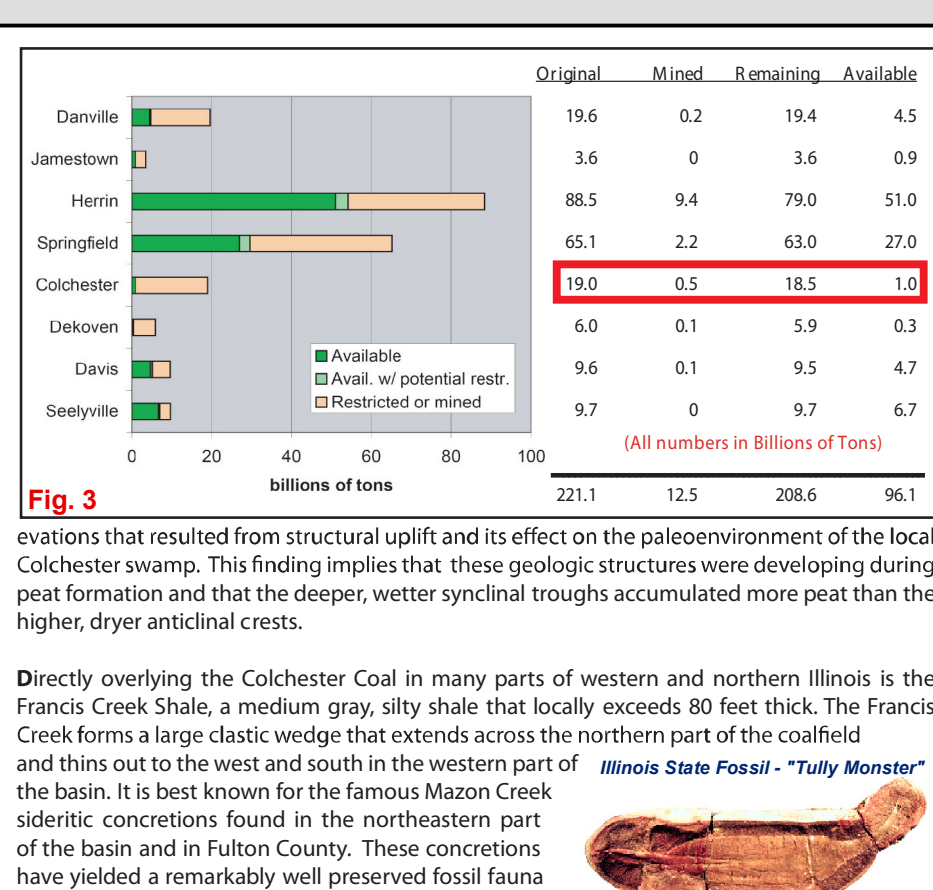 Original Mined Remaining Available
Danville 19.6 0.2 19.4 4.5
Jamestown 3.6 0 3.6 0.9
Herrin 88.5 9.4 79.0 51.0
Springfield 65.1 2.2 63.0 27.0
Colchester 19.0 0.5 18.5 1.0
Dekoven 6.0 0.1 5.9 0.3
Available
Davis 9.6 0.1 9.5 4.7
Avail. w/ potential restr.
Restricted or mined
Seelyville 9.7 0 9.7 6.7
(All numbers in Billions of Tons)
0 20 40 60 80 100
billions of tons
Fig. 3
221.1 12.5 208.6 96.1
evations that resulted from structural uplift and its effect on the paleoenvironment of the local
Colchester swamp. This finding implies that these geologic structures were developing during
peat formation and that the deeper, wetter synclinal troughs accumulated more peat than the
higher, dryer anticlinal crests.
Directly overlying the Colchester Coal in many parts of western and northern Illinois is the
Francis Creek Shale, a medium gray, silty shale that locally exceeds 80 feet thick. The Francis
Creek forms a large clastic wedge that extends across the northern part of the coalfield
and thins out to the west and south in the western part of
the basin. It is best known for the famous Mazon Creek
sideritic concretions found in the northeastern part
of the basin and in Fulton County. These concretions
have yielded a remarkably well preserved fossil fauna
Illinois State Fossil - "Tully Monster"